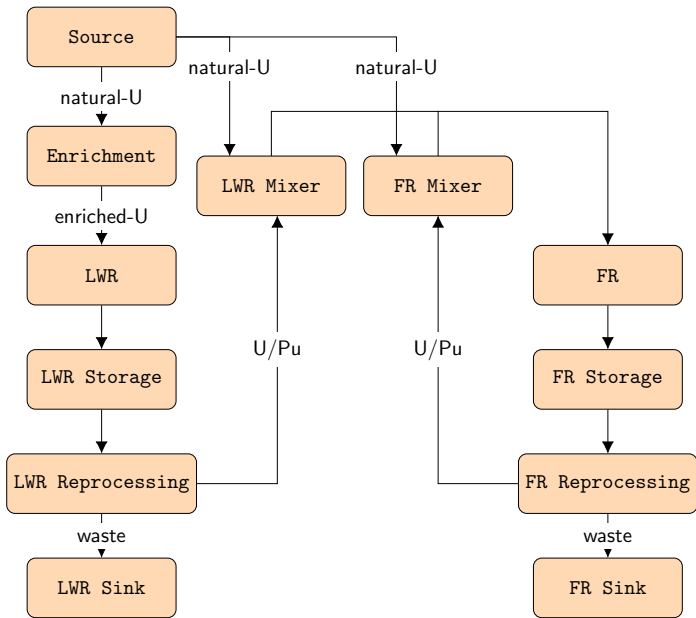 Source
natural-U
natural-U
natural-U
Enrichment
LWR Mixer
FR Mixer
enriched-U
LWR
FR
U/Pu
U/Pu
LWR Storage
FR Storage
LWR Reprocessing
FR Reprocessing
waste
waste
LWR Sink
FR Sink